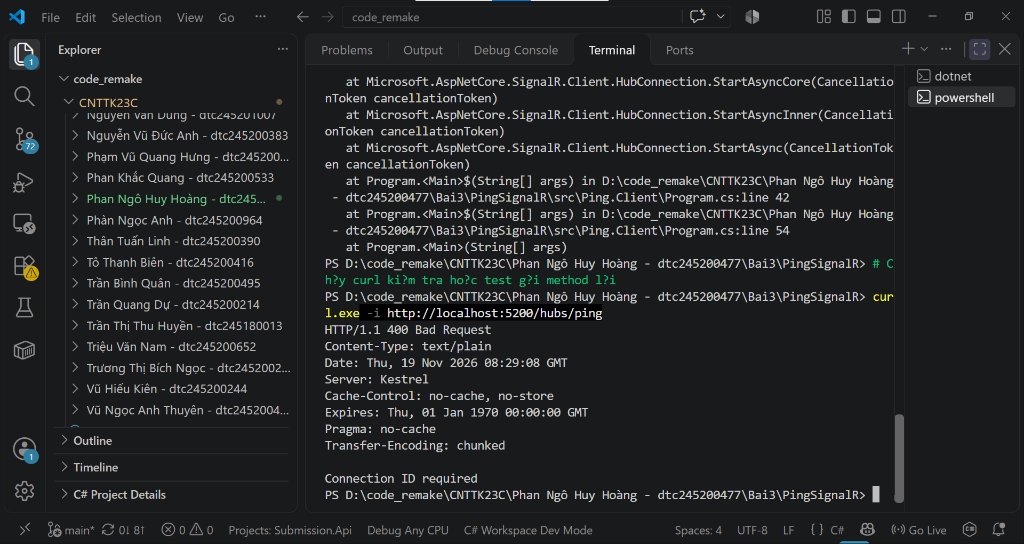 File Edit Selection View Go ··· code_remake
Explorer ···
code_remake
CNTTK23C
Nguyễn Văn Dũng - dtc245201007
Nguyễn Vũ Đức Anh - dtc245200383
Phạm Vũ Quang Hưng - dtc245200...
Phan Khắc Quang - dtc245200533
Phan Ngô Huy Hoàng - dtc245...
Phàn Ngọc Anh - dtc245200964
Thân Tuấn Linh - dtc245200390
Tô Thanh Biên - dtc245200416
Trần Bình Quân - dtc245200495
Trần Quang Dự - dtc245200214
Trần Thị Thu Huyền - dtc245180013
Triệu Văn Nam - dtc245200652
Trương Thị Bích Ngọc - dtc2452002...
Vũ Hiếu Kiên - dtc245200244
Vũ Ngọc Anh Thuyên - dtc2452004...
Outline
Timeline
C# Project Details
1
72
1
Problems Output Debug Console Terminal Ports
dotnet
powershell
at Microsoft.AspNetCore.SignalR.Client.HubConnection.StartAsyncCore(Cancellatio
nToken cancellationToken)
at Microsoft.AspNetCore.SignalR.Client.HubConnection.StartAsyncInner(Cancellati
onToken cancellationToken)
at Microsoft.AspNetCore.SignalR.Client.HubConnection.StartAsync(CancellationTok
en cancellationToken)
at Program.<Main>$(String[] args) in D:\code_remake\CNTTK23C\Phan Ngô Huy Hoàng
- dtc245200477\Bai3\PingSignalR\src\Ping.Client\Program.cs:line 42
at Program.<Main>$(String[] args) in D:\code_remake\CNTTK23C\Phan Ngô Huy Hoàng
- dtc245200477\Bai3\PingSignalR\src\Ping.Client\Program.cs:line 54
at Program.<Main>(String[] args)
PS D:\code_remake\CNTTK23C\Phan Ngô Huy Hoàng - dtc245200477\Bai3\PingSignalR> # C
h?y curl ki?m tra ho?c test g?i method l?i
PS D:\code_remake\CNTTK23C\Phan Ngô Huy Hoàng - dtc245200477\Bai3\PingSignalR> cur
l.exe -i http://localhost:5200/hubs/ping
HTTP/1.1 400 Bad Request
Content-Type: text/plain
Date: Thu, 19 Nov 2026 08:29:08 GMT
Server: Kestrel
Cache-Control: no-cache, no-store
Expires: Thu, 01 Jan 1970 00:00:00 GMT
Pragma: no-cache
Transfer-Encoding: chunked
Connection ID required
PS D:\code_remake\CNTTK23C\Phan Ngô Huy Hoàng - dtc245200477\Bai3\PingSignalR>
main* 0↓ 8↑ 0 0 Projects: Submission.Api Debug Any CPU C# Workspace Dev Mode Spaces: 4 UTF-8 LF {} C# Go Live